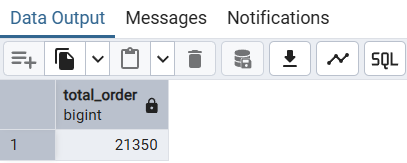 Data Output Messages Notifications
SQL
total_order
bigint
1 21350